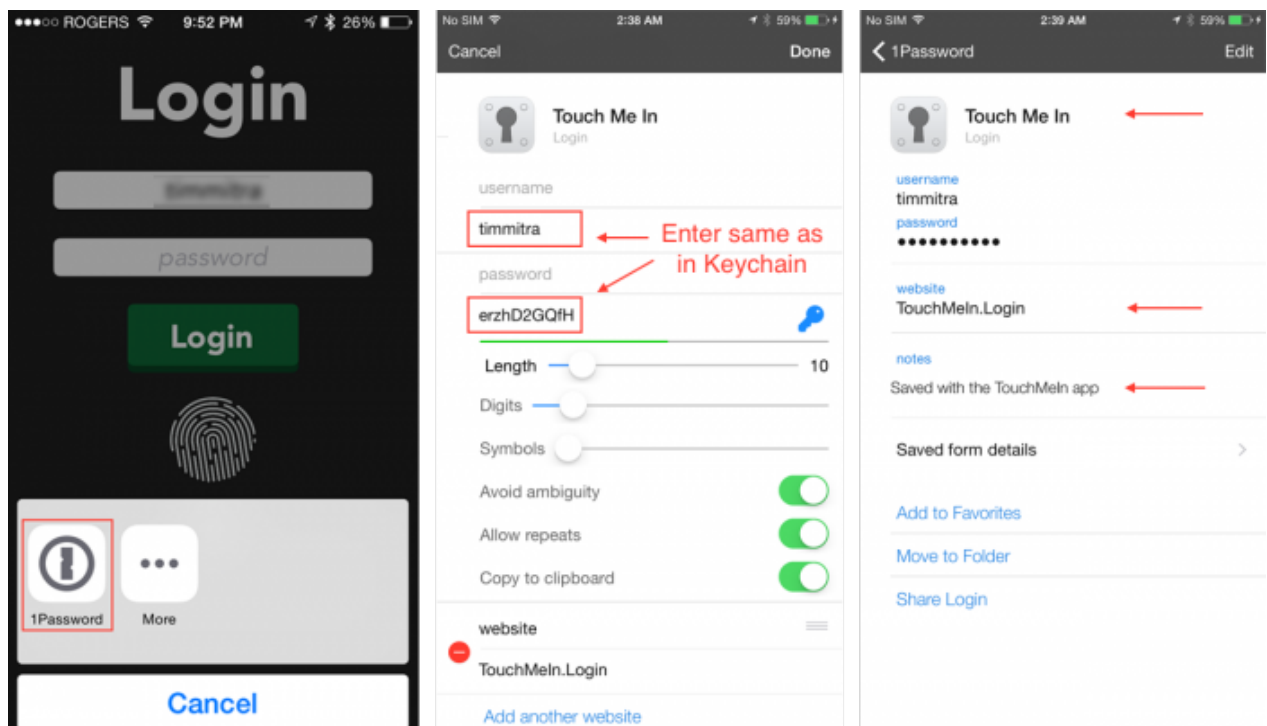 ROGERS 9:52 PM 26%
Login
timmitra
password
Login
1Password
More
Cancel
No SIM 2:38 AM 59%
Cancel
Done
Touch Me In
Login
username
timmitra
Enter same as
in Keychain
password
erzhD2GQfH
Length 10
Digits
Symbols
Avoid ambiguity
Allow repeats
Copy to clipboard
website
TouchMeIn.Login
Add another website
No SIM 2:39 AM 59%
1Password
Edit
Touch Me In
Login
username
timmitra
password
••••••••••
website
TouchMeIn.Login
notes
Saved with the TouchMeIn app
Saved form details
Add to Favorites
Move to Folder
Share Login